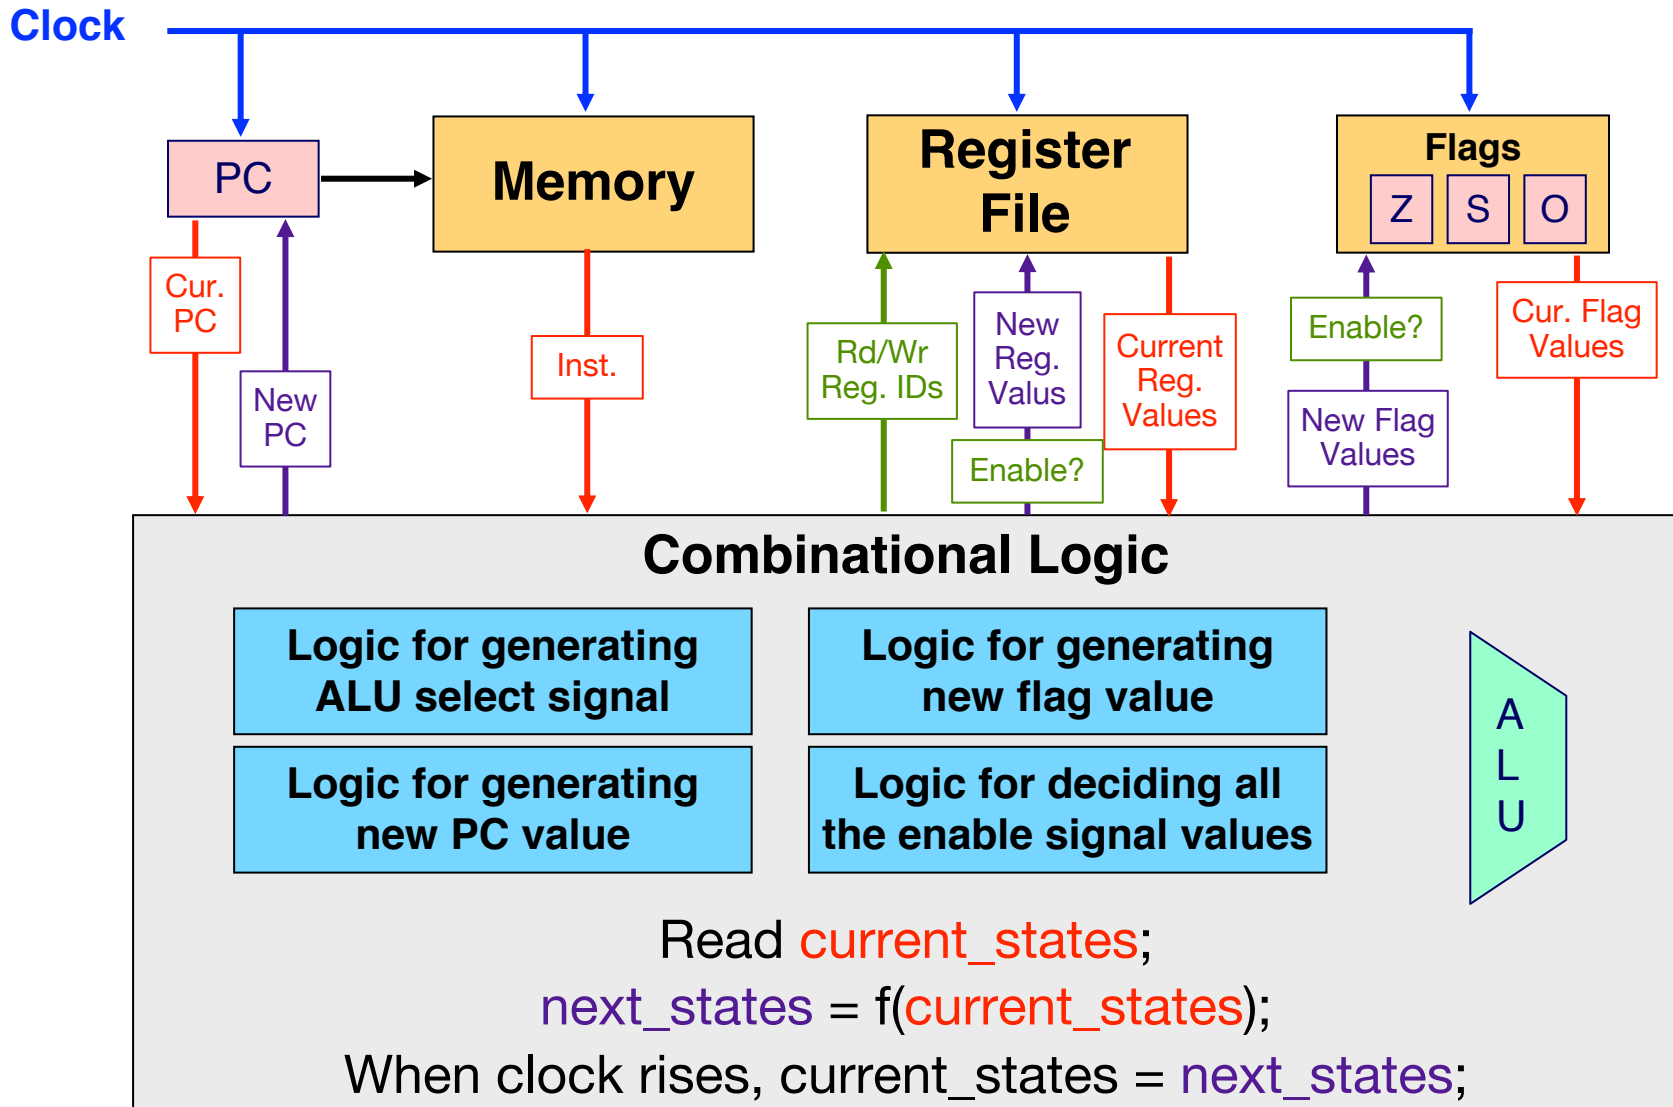 Clock
PC
Memory
Register
File
Flags
Z S O
Cur.
PC
New
PC
Inst.
Rd/Wr
Reg. IDs
New
Reg.
Valus
Enable?
Current
Reg.
Values
Enable?
New Flag
Values
Cur. Flag
Values
Combinational Logic
Logic for generating
ALU select signal
Logic for generating
new flag value
Logic for generating
new PC value
Logic for deciding all
the enable signal values
A
L
U
Read current_states;
next_states = f(current_states);
When clock rises, current_states = next_states;